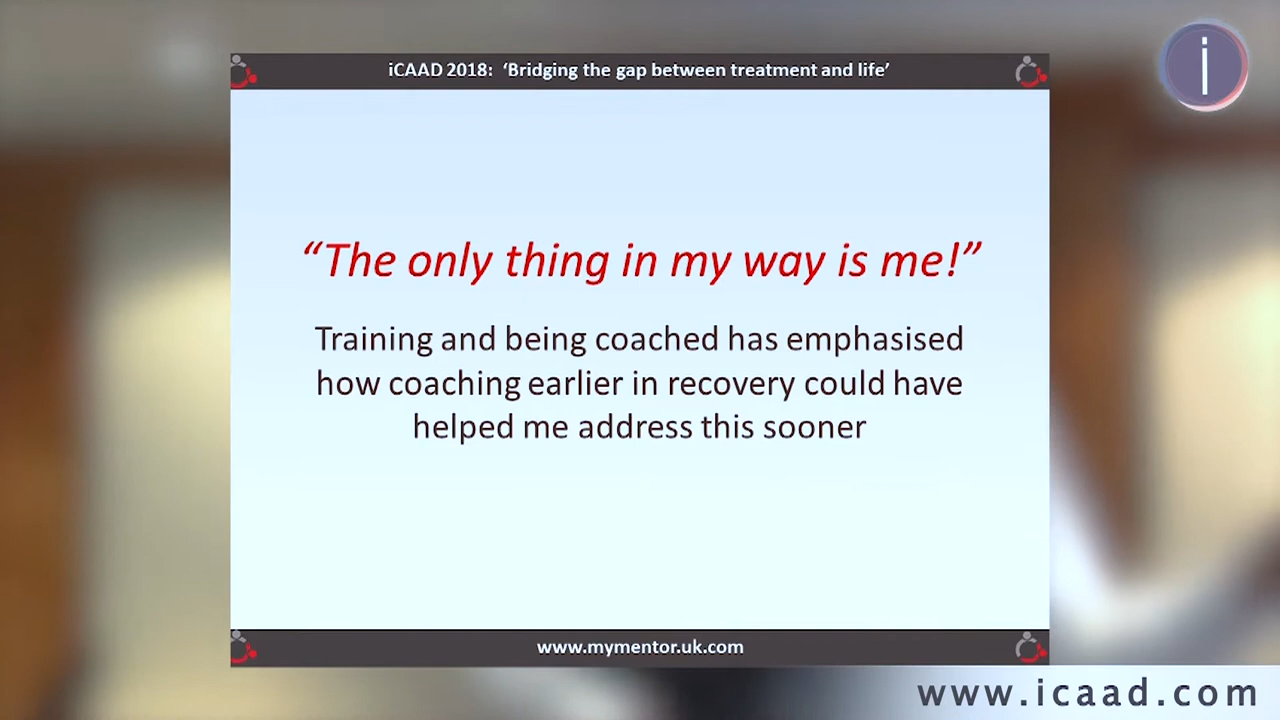 i
iCAAD 2018:  ‘Bridging the gap between treatment and life’
“The only thing in my way is me!”
Training and being coached has emphasised
how coaching earlier in recovery could have
helped me address this sooner
www.mymentor.uk.com
www.icaad.com